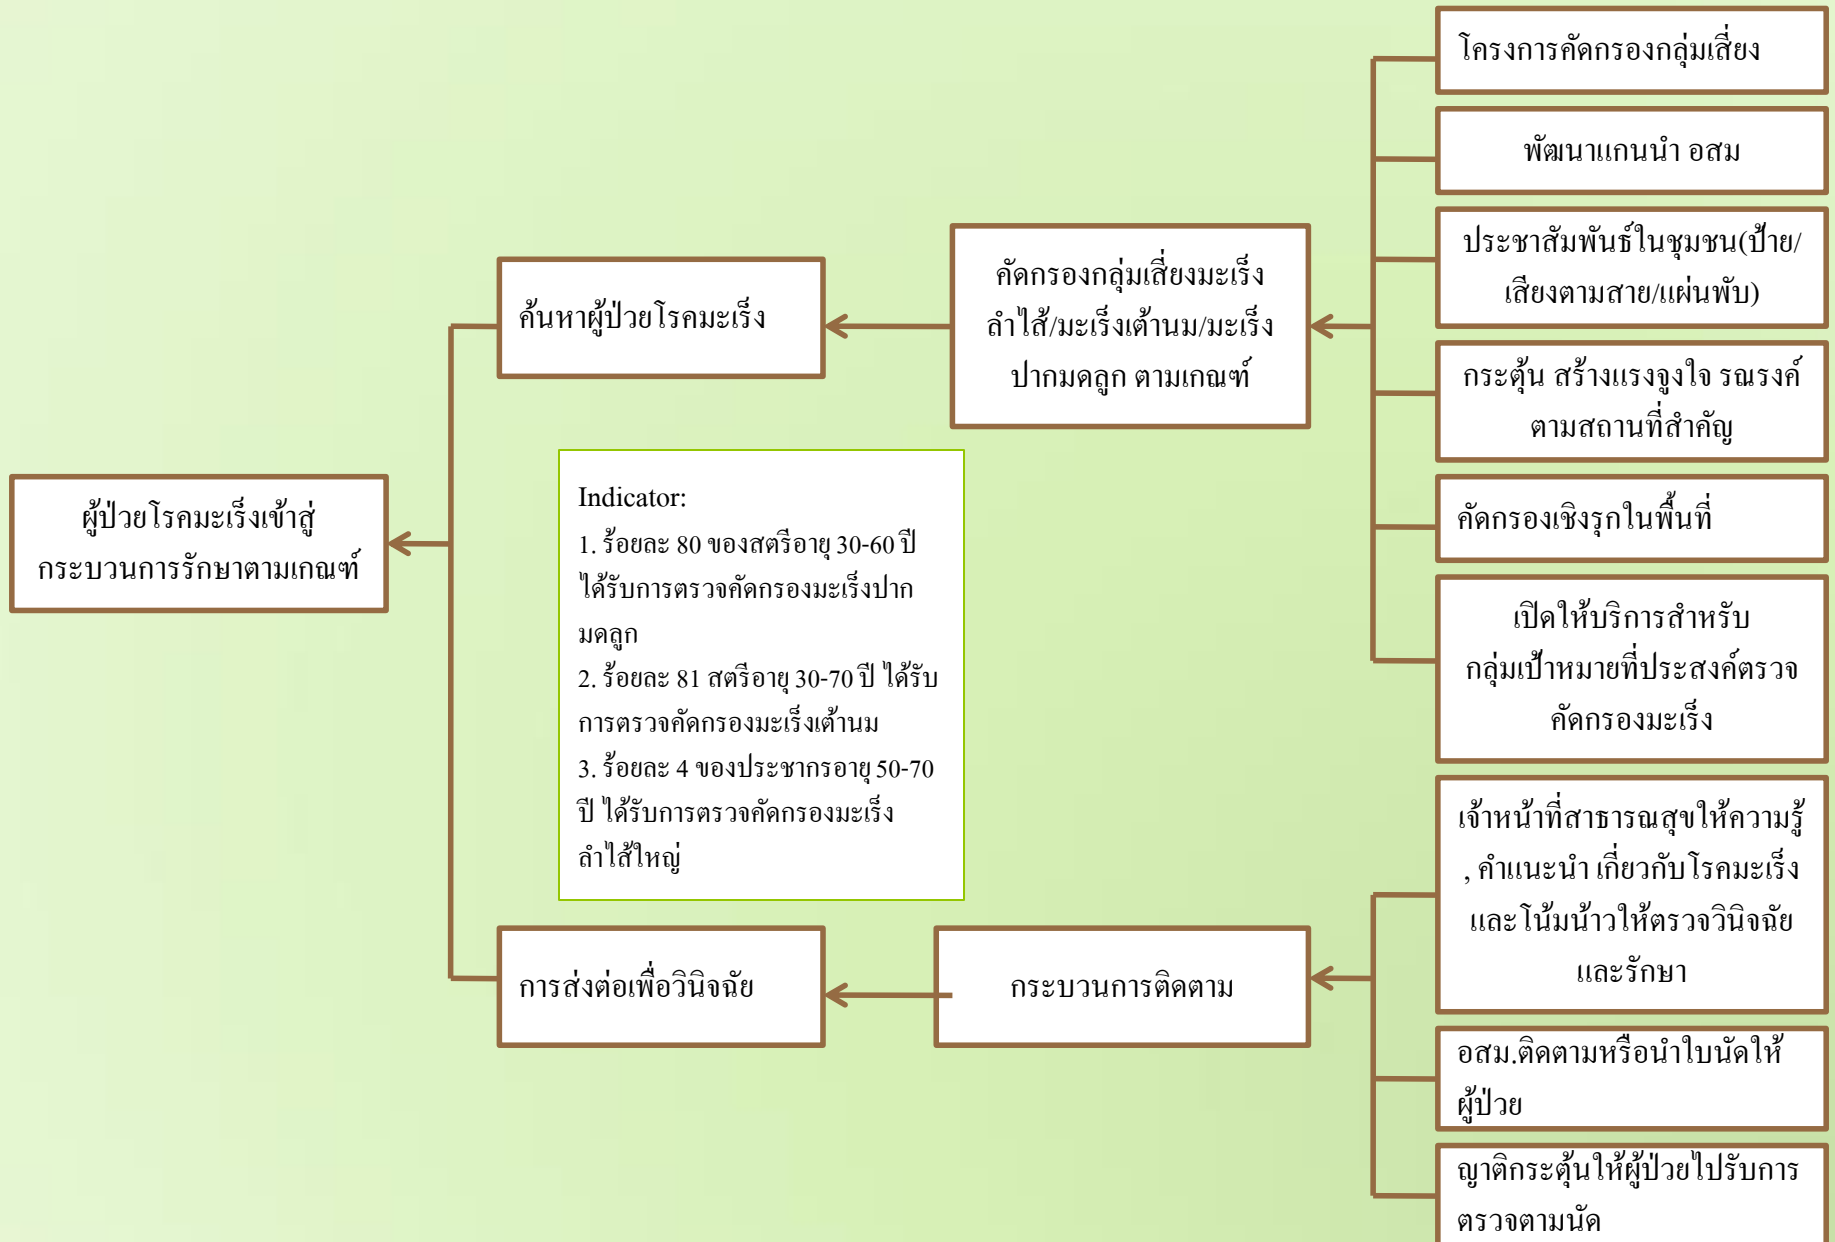 โครงการคัดกรองกลุ่มเสี่ยง
พัฒนาแกนนำ อสม
ประชาสัมพันธ์ในชุมชน(ป้าย/
เสียงตามสาย/แผ่นพับ)
กระตุ้น สร้างแรงจูงใจ รณรงค์
ตามสถานที่สำคัญ
คัดกรองเชิงรุกในพื้นที่
เปิดให้บริการสำหรับ
กลุ่มเป้าหมายที่ประสงค์ตรวจ
คัดกรองมะเร็ง
คัดกรองกลุ่มเสี่ยงมะเร็ง
ลำไส้/มะเร็งเต้านม/มะเร็ง
ปากมดลูก ตามเกณฑ์
ค้นหาผู้ป่วยโรคมะเร็ง
ผู้ป่วยโรคมะเร็งเข้าสู่
กระบวนการรักษาตามเกณฑ์
Indicator:
1. ร้อยละ 80 ของสตรีอายุ 30-60 ปี
ได้รับการตรวจคัดกรองมะเร็งปาก
มดลูก
2. ร้อยละ 81 สตรีอายุ 30-70 ปี ได้รับ
การตรวจคัดกรองมะเร็งเต้านม
3. ร้อยละ 4 ของประชากรอายุ 50-70
ปี ได้รับการตรวจคัดกรองมะเร็ง
ลำไส้ใหญ่
การส่งต่อเพื่อวินิจฉัย
กระบวนการติดตาม
เจ้าหน้าที่สาธารณสุขให้ความรู้
, คำแนะนำ เกี่ยวกับโรคมะเร็ง
และโน้มน้าวให้ตรวจวินิจฉัย
และรักษา
อสม.ติดตามหรือนำใบนัดให้
ผู้ป่วย
ญาติกระตุ้นให้ผู้ป่วยไปรับการ
ตรวจตามนัด